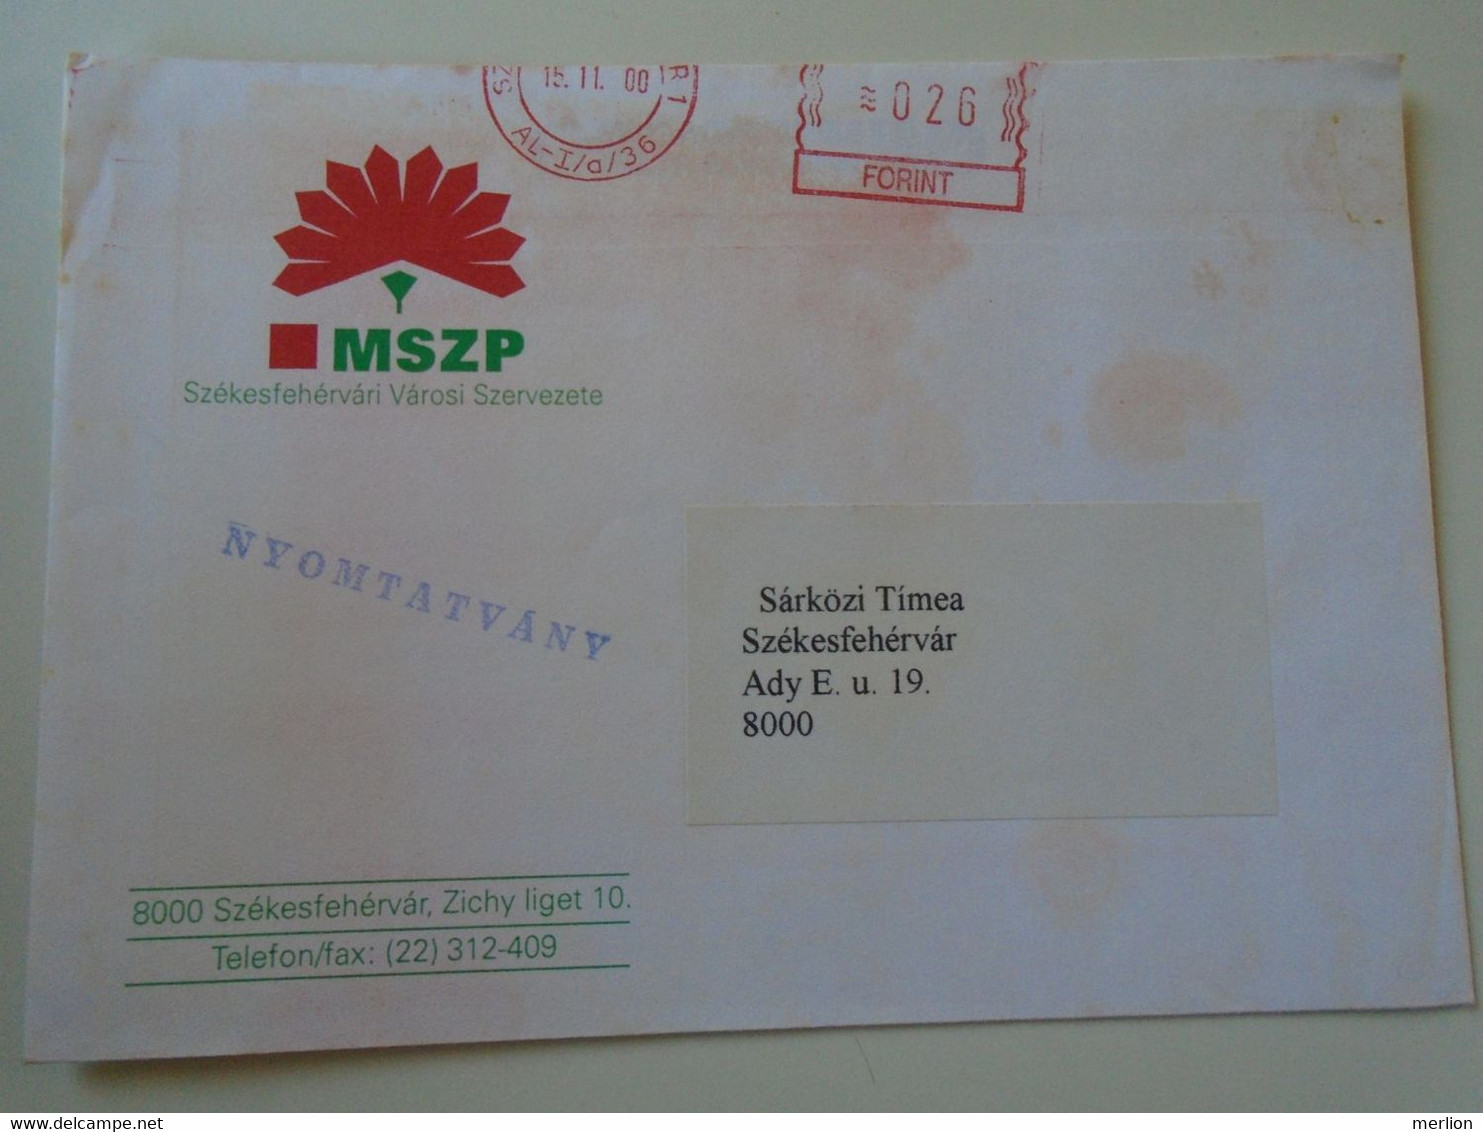 15. 11. 00
AL-I/a/36
≈026
FORINT
MSZP
Székesfehérvári Városi Szervezete
NYOMTATVÁNY
Sárközi Tímea
Székesfehérvár
Ady E. u. 19.
8000
8000 Székesfehérvár, Zichy liget 10.
Telefon/fax: (22) 312-409
www.delcampe.net
merlion